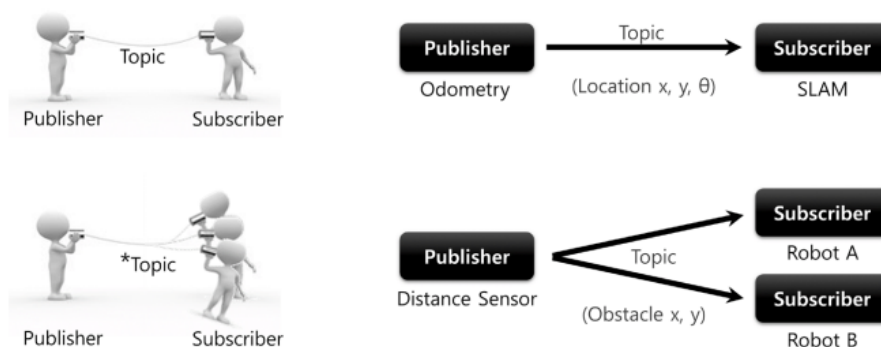 Topic
Publisher Subscriber
Publisher Topic Subscriber
Odometry (Location x, y, θ) SLAM
*Topic
Publisher Subscriber
Subscriber
Robot A
Publisher Topic
Distance Sensor (Obstacle x, y)
Subscriber
Robot B